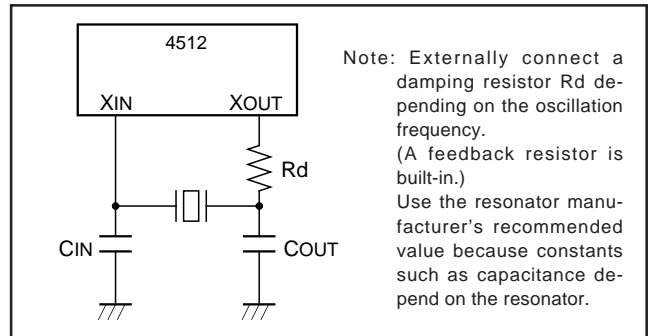 4512
XIN
XOUT
Rd
CIN
COUT
Note: Externally connect a
damping resistor Rd de-
pending on the oscillation
frequency.
(A feedback resistor is
built-in.)
Use the resonator manu-
facturer's recommended
value because constants
such as capacitance de-
pend on the resonator.